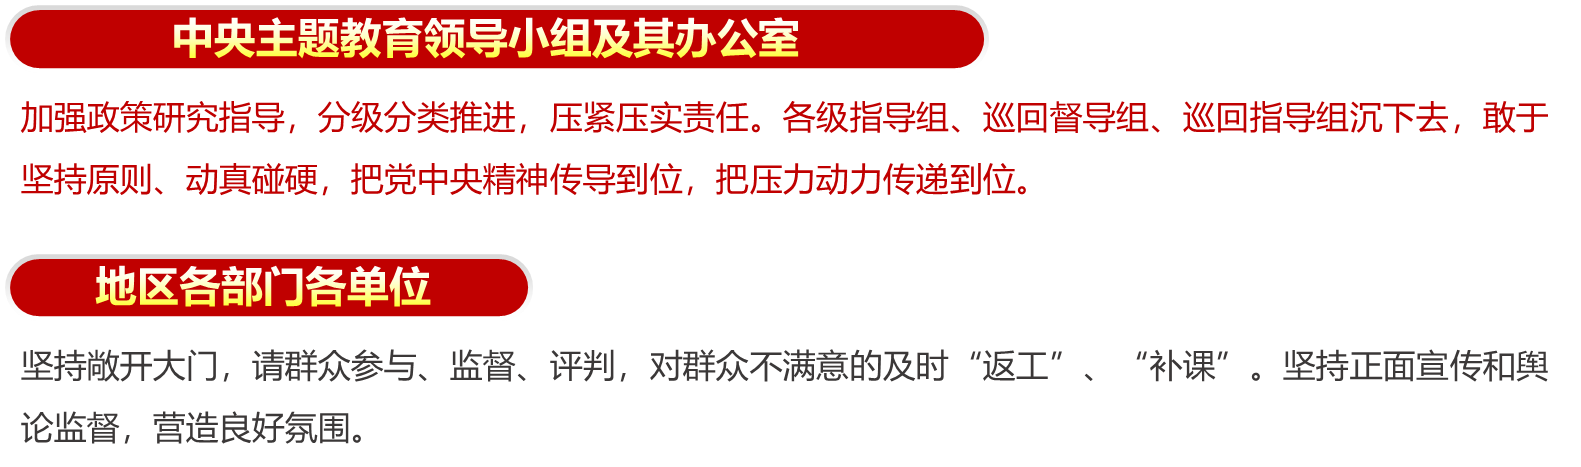 中央主题教育领导小组及其办公室
加强政策研究指导，分级分类推进，压紧压实责任。各级指导组、巡回督导组、巡回指导组沉下去，敢于
坚持原则、动真碰硬，把党中央精神传导到位，把压力动力传递到位。
地区各部门各单位
坚持敞开大门，请群众参与、监督、评判，对群众不满意的及时“返工”、“补课”。坚持正面宣传和舆
论监督，营造良好氛围。